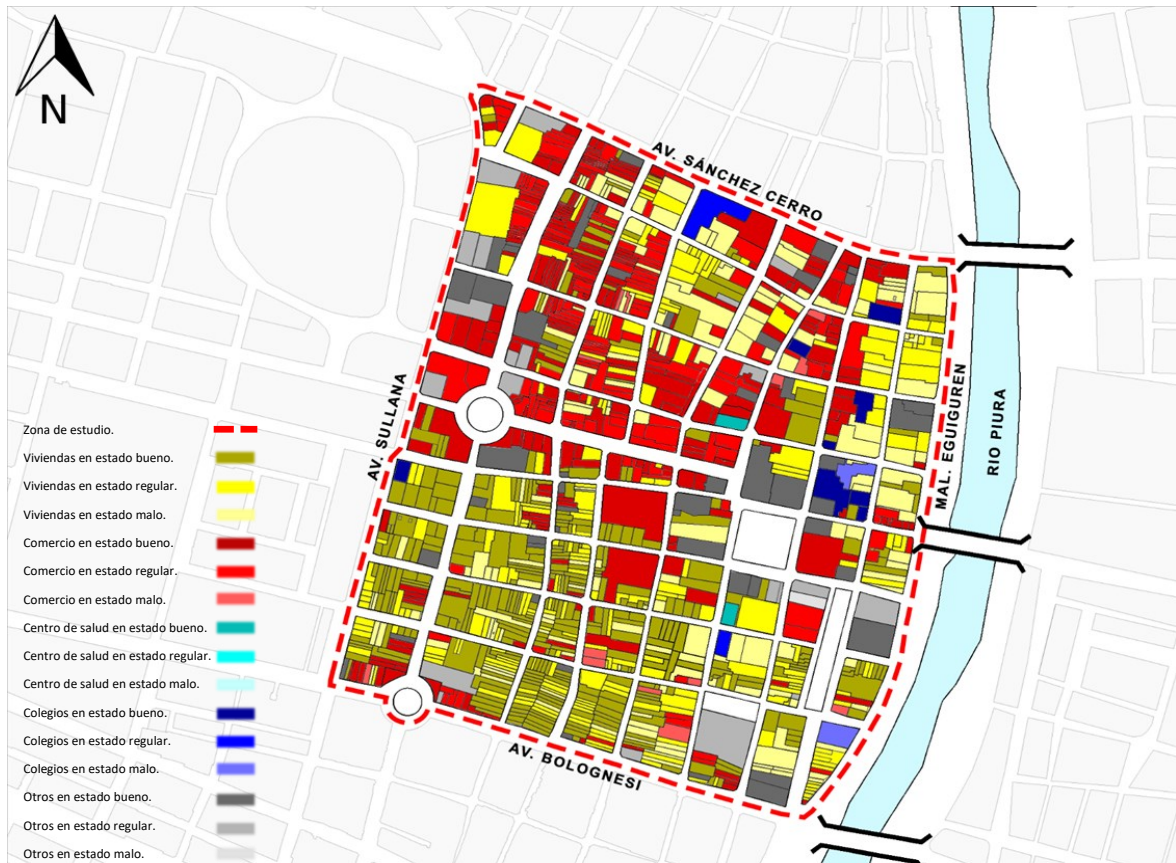 N
AV. SÁNCHEZ CERRO
AV. SULLANA
MAL. EGUIGUREN
RIO PIURA
AV. BOLOGNESI
Zona de estudio.
Viviendas en estado bueno.
Viviendas en estado regular.
Viviendas en estado malo.
Comercio en estado bueno.
Comercio en estado regular.
Comercio en estado malo.
Centro de salud en estado bueno.
Centro de salud en estado regular.
Centro de salud en estado malo.
Colegios en estado bueno.
Colegios en estado regular.
Colegios en estado malo.
Otros en estado bueno.
Otros en estado regular.
Otros en estado malo.